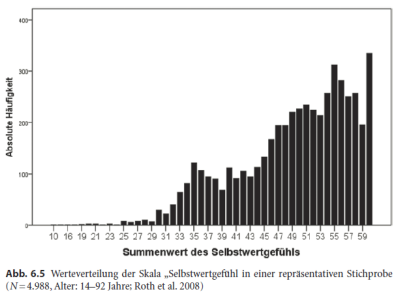 400
300
200
100
0
Absolute Häufigkeit
10 16 19 21 23 25 27 29 31 33 35 37 39 41 43 45 47 49 51 53 55 57 59
Summenwert des Selbstwertgefühls
Abb. 6.5 Werteverteilung der Skala „Selbstwertgefühl in einer repräsentativen Stichprobe
(N = 4.988, Alter: 14–92 Jahre; Roth et al. 2008)